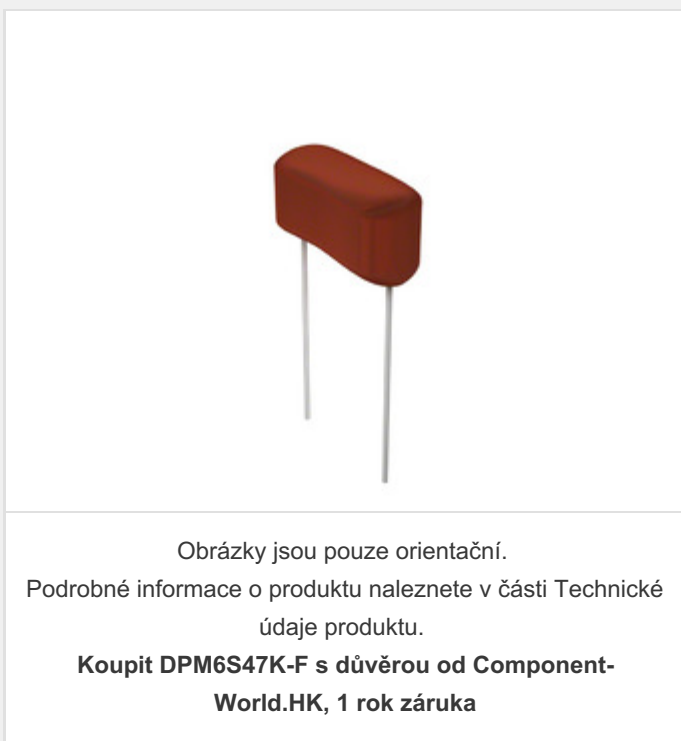 Obrázky jsou pouze orientační.
Podrobné informace o produktu naleznete v části Technické
údaje produktu.
Koupit DPM6S47K-F s důvěrou od Component-
World.HK, 1 rok záruka